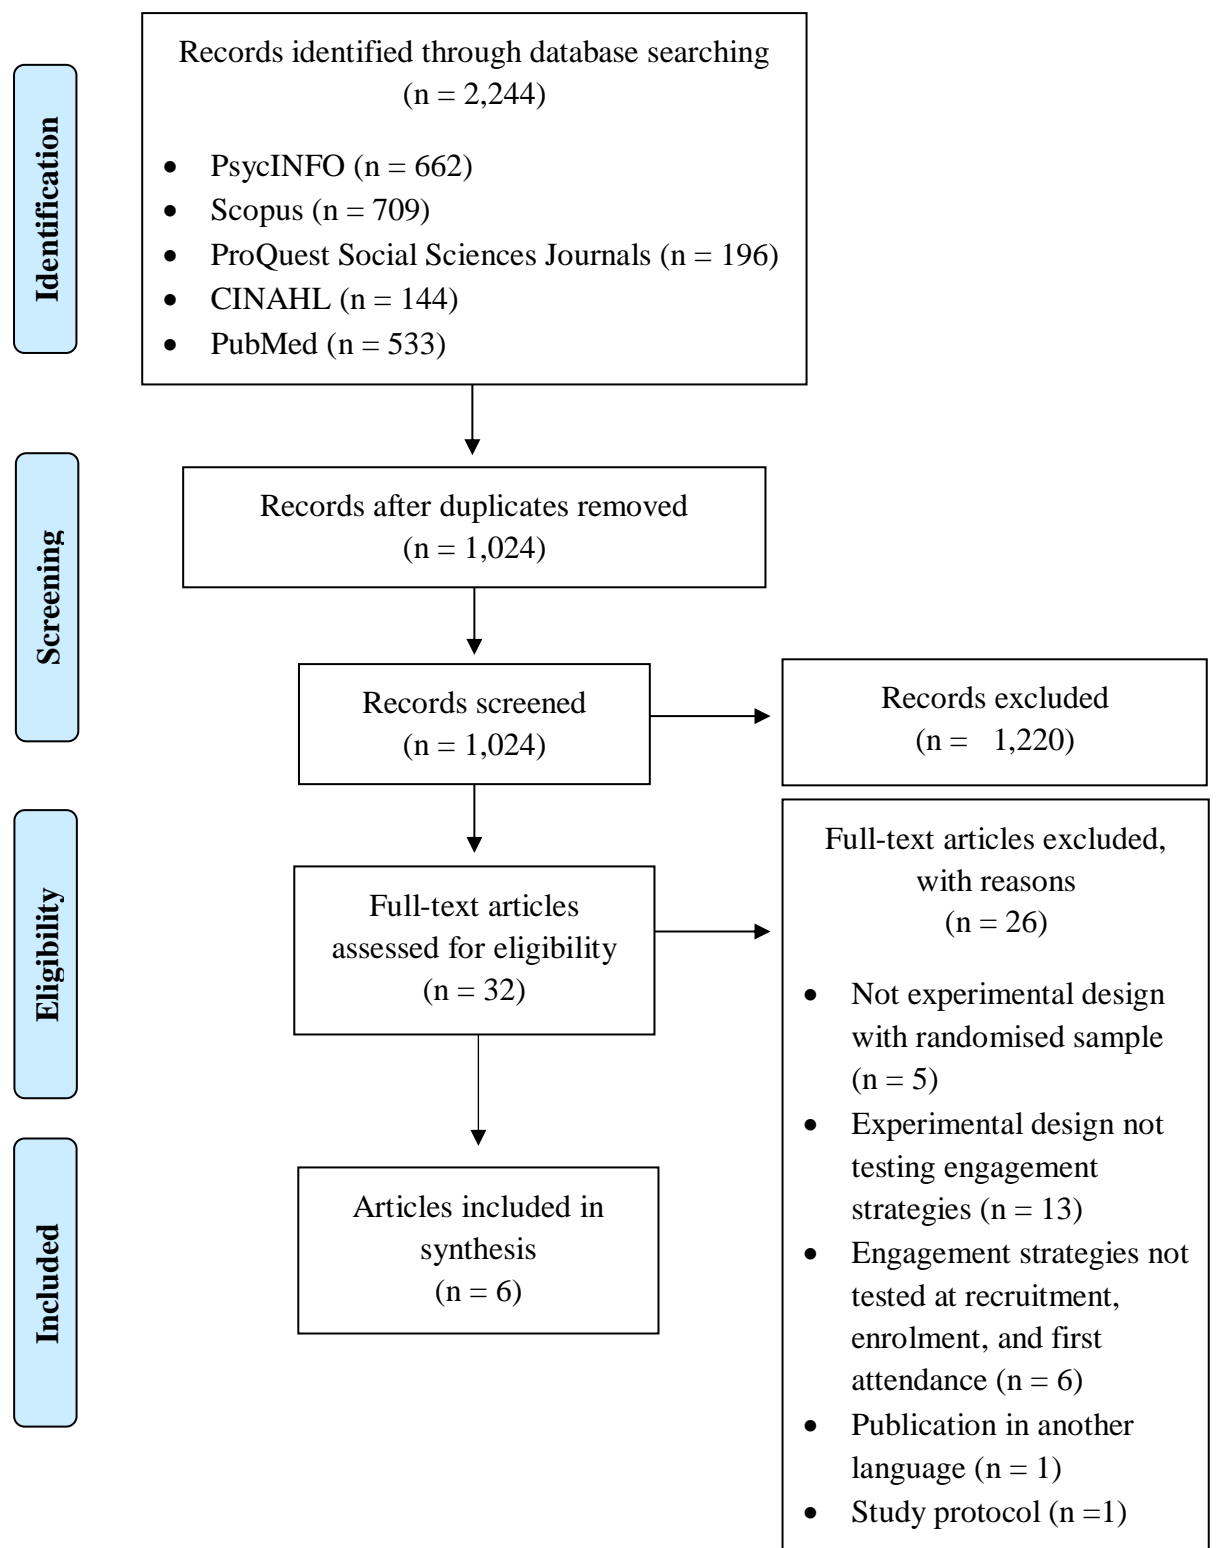 Identification
Records identified through database searching
(n = 2,244)
• PsycINFO (n = 662)
• Scopus (n = 709)
• ProQuest Social Sciences Journals (n = 196)
• CINAHL (n = 144)
• PubMed (n = 533)
Screening
Records after duplicates removed
(n = 1,024)
Records screened
(n = 1,024)
Records excluded
(n =   1,220)
Eligibility
Full-text articles
assessed for eligibility
(n = 32)
Full-text articles excluded,
with reasons
(n = 26)
• Not experimental design
with randomised sample
(n = 5)
• Experimental design not
testing engagement
strategies (n = 13)
• Engagement strategies not
tested at recruitment,
enrolment, and first
attendance (n = 6)
• Publication in another
language (n = 1)
• Study protocol (n =1)
Included
Articles included in
synthesis
(n = 6)